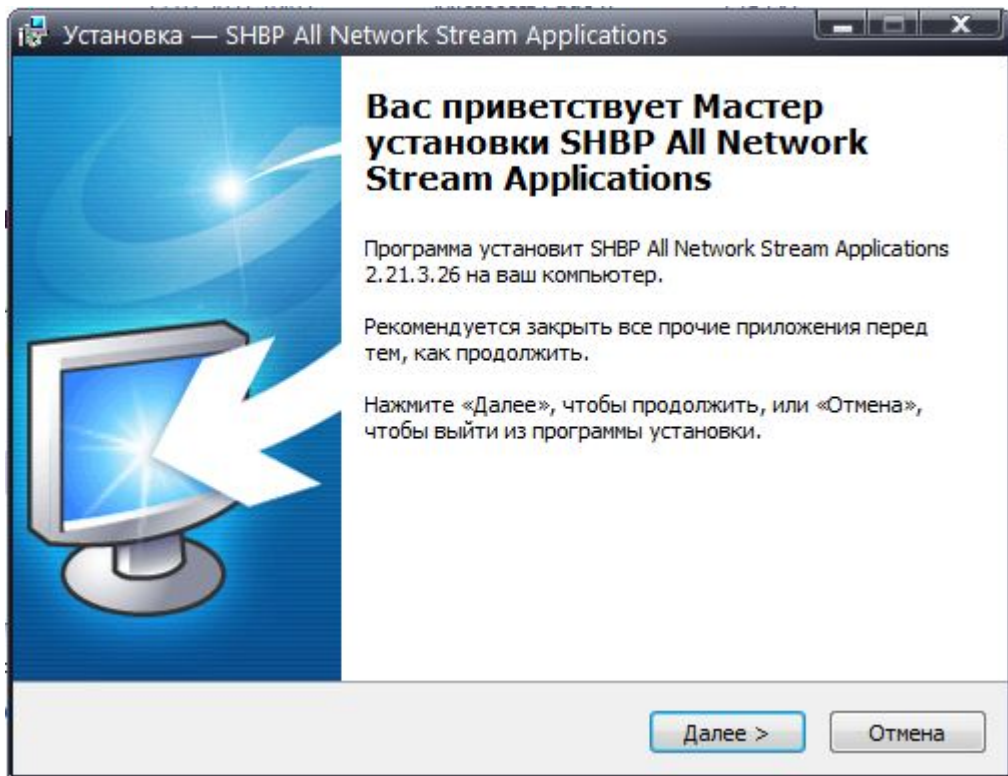 Установка — SHBP All Network Stream Applications
Вас приветствует Мастер
установки SHBP All Network
Stream Applications
Программа установит SHBP All Network Stream Applications
2.21.3.26 на ваш компьютер.
Рекомендуется закрыть все прочие приложения перед
тем, как продолжить.
Нажмите «Далее», чтобы продолжить, или «Отмена»,
чтобы выйти из программы установки.
Далее >
Отмена